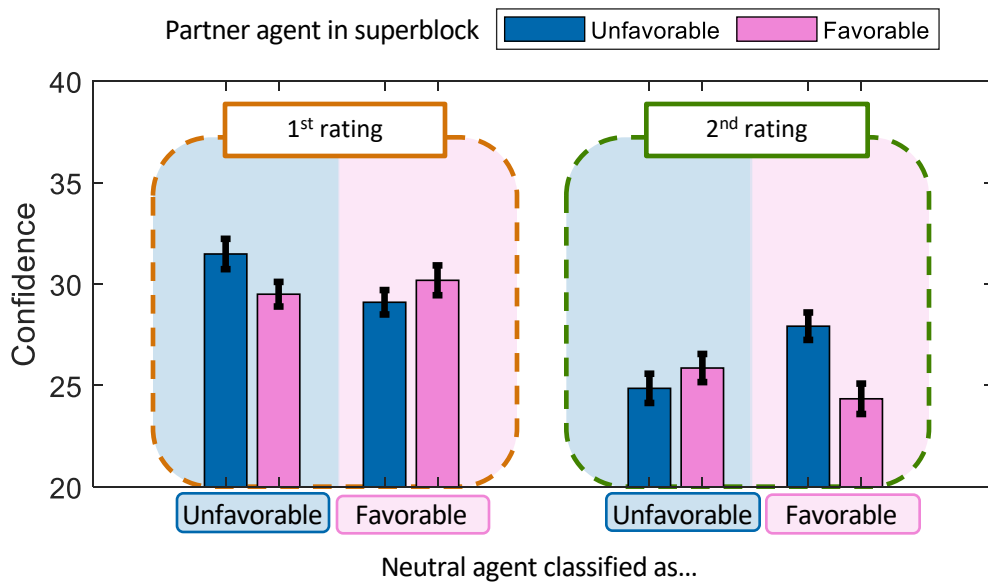 Partner agent in superblock Unfavorable Favorable
40
1st rating
2nd rating
35
30
25
20
Confidence
Unfavorable Favorable Unfavorable Favorable
Neutral agent classified as...